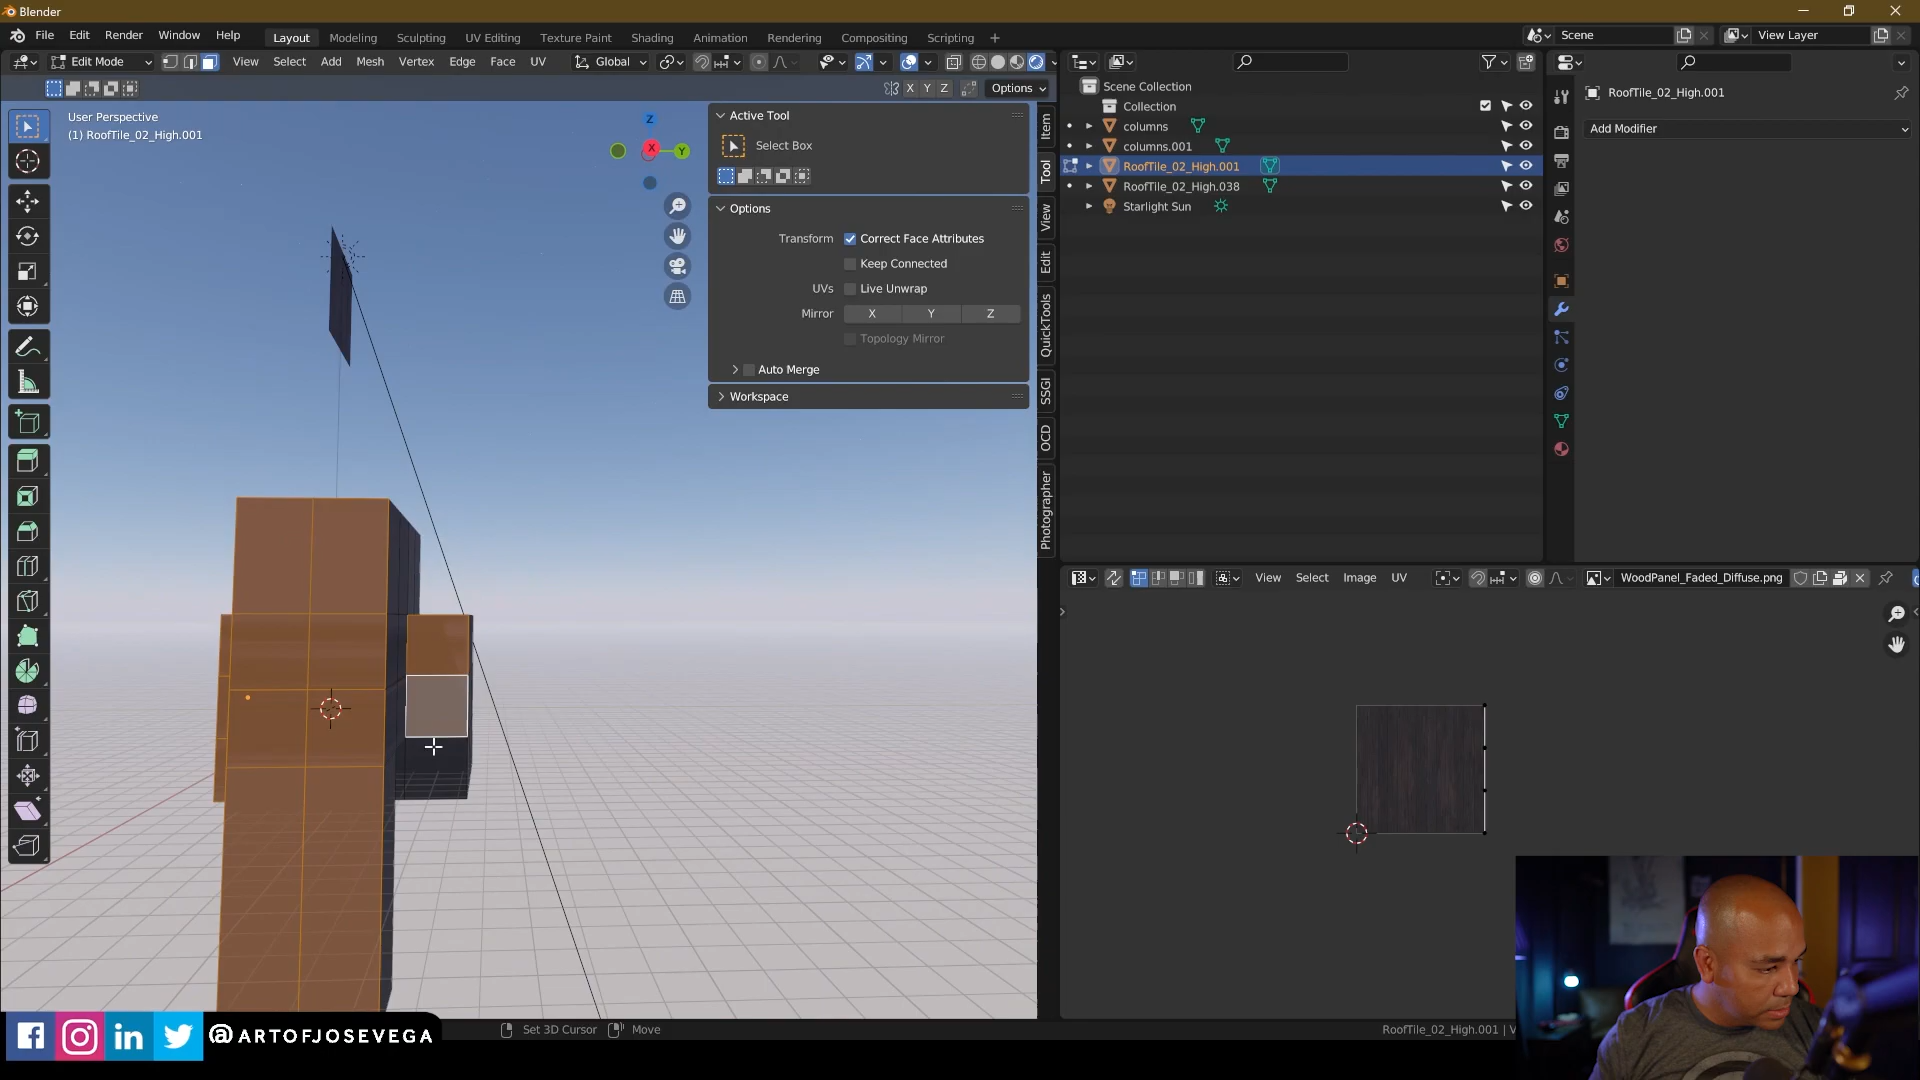 Blender
File Edit Render Window Help
Layout Modeling Sculpting UV Editing Texture Paint Shading Animation Rendering Compositing Scripting +
Scene
View Layer
Edit Mode View Select Add Mesh Vertex Edge Face UV Global
X Y Z Options
User Perspective
(1) RoofTile_02_High.001
Z
X
Y
Active Tool
Select Box
Options
Transform Correct Face Attributes
Keep Connected
UVs Live Unwrap
Mirror X Y Z
Topology Mirror
Auto Merge
Workspace
Item
Tool
View
Edit
QuickTools
SSGI
OCD
Photographer
Scene Collection
Collection
columns
columns.001
RoofTile_02_High.001
RoofTile_02_High.038
Starlight Sun
RoofTile_02_High.001
Add Modifier
View Select Image UV WoodPanel_Faded_Diffuse.png
Set 3D Cursor Move
RoofTile_02_High.001 | V
@ARTOFJOSEVEGA